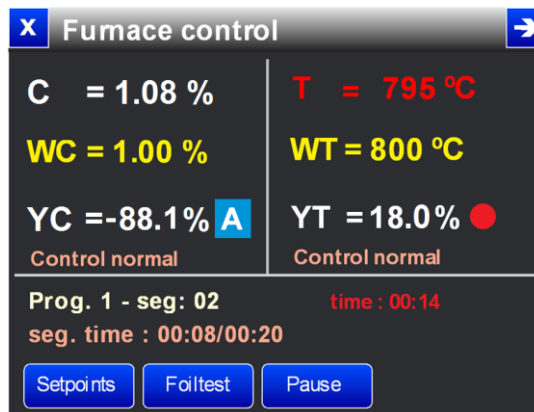 X Furnace control →
C = 1.08 %
WC = 1.00 %
YC =-88.1% A
Control normal
T = 795 ºC
WT = 800 ºC
YT = 18.0%
Control normal
Prog. 1 - seg: 02 time : 00:14
seg. time : 00:08/00:20
Setpoints Foiltest Pause